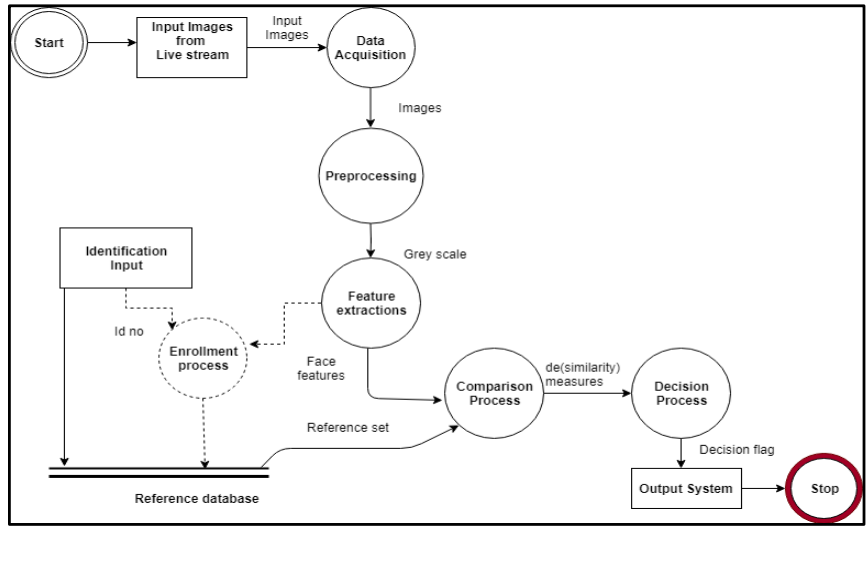 Start
Input Images
from
Live stream
Input
Images
Data
Acquisition
Images
Preprocessing
Grey scale
Identification
Input
Id no
Feature
extractions
Enrollment
process
Face
features
Comparison
Process
de(similarity)
measures
Decision
Process
Reference set
Decision flag
Reference database
Output System
Stop